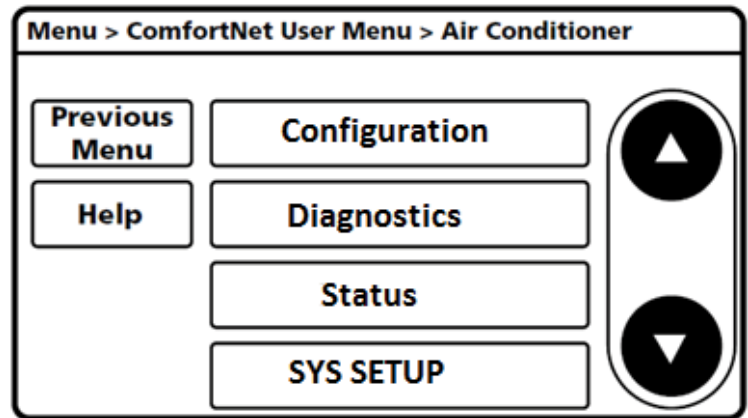 Menu > ComfortNet User Menu > Air Conditioner
Previous
Menu
Configuration
Help
Diagnostics
Status
SYS SETUP